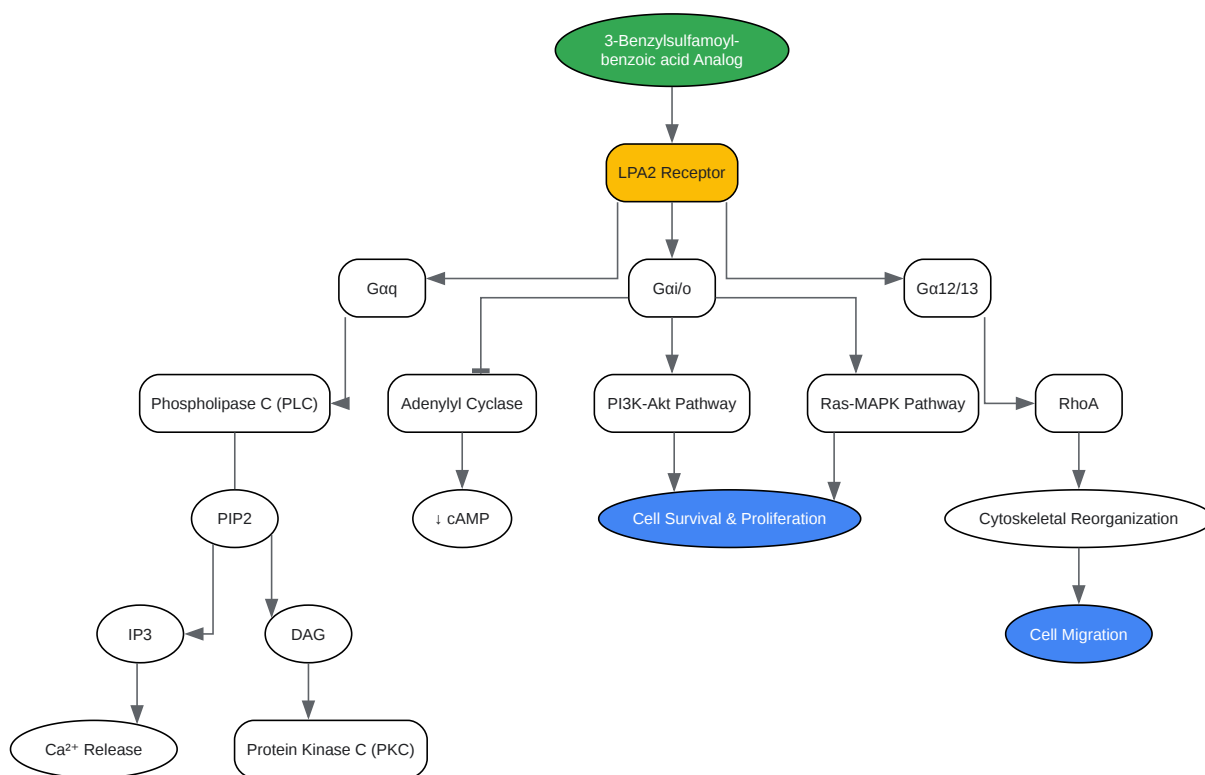 3-Benzylsulfamoyl-
benzoic acid Analog
LPA2 Receptor
Gαq
Gαi/o
Gα12/13
Phospholipase C (PLC)
Adenylyl Cyclase
PI3K-Akt Pathway
Ras-MAPK Pathway
RhoA
PIP2
↓ cAMP
Cell Survival & Proliferation
Cytoskeletal Reorganization
IP3
DAG
Cell Migration
Ca²⁺ Release
Protein Kinase C (PKC)